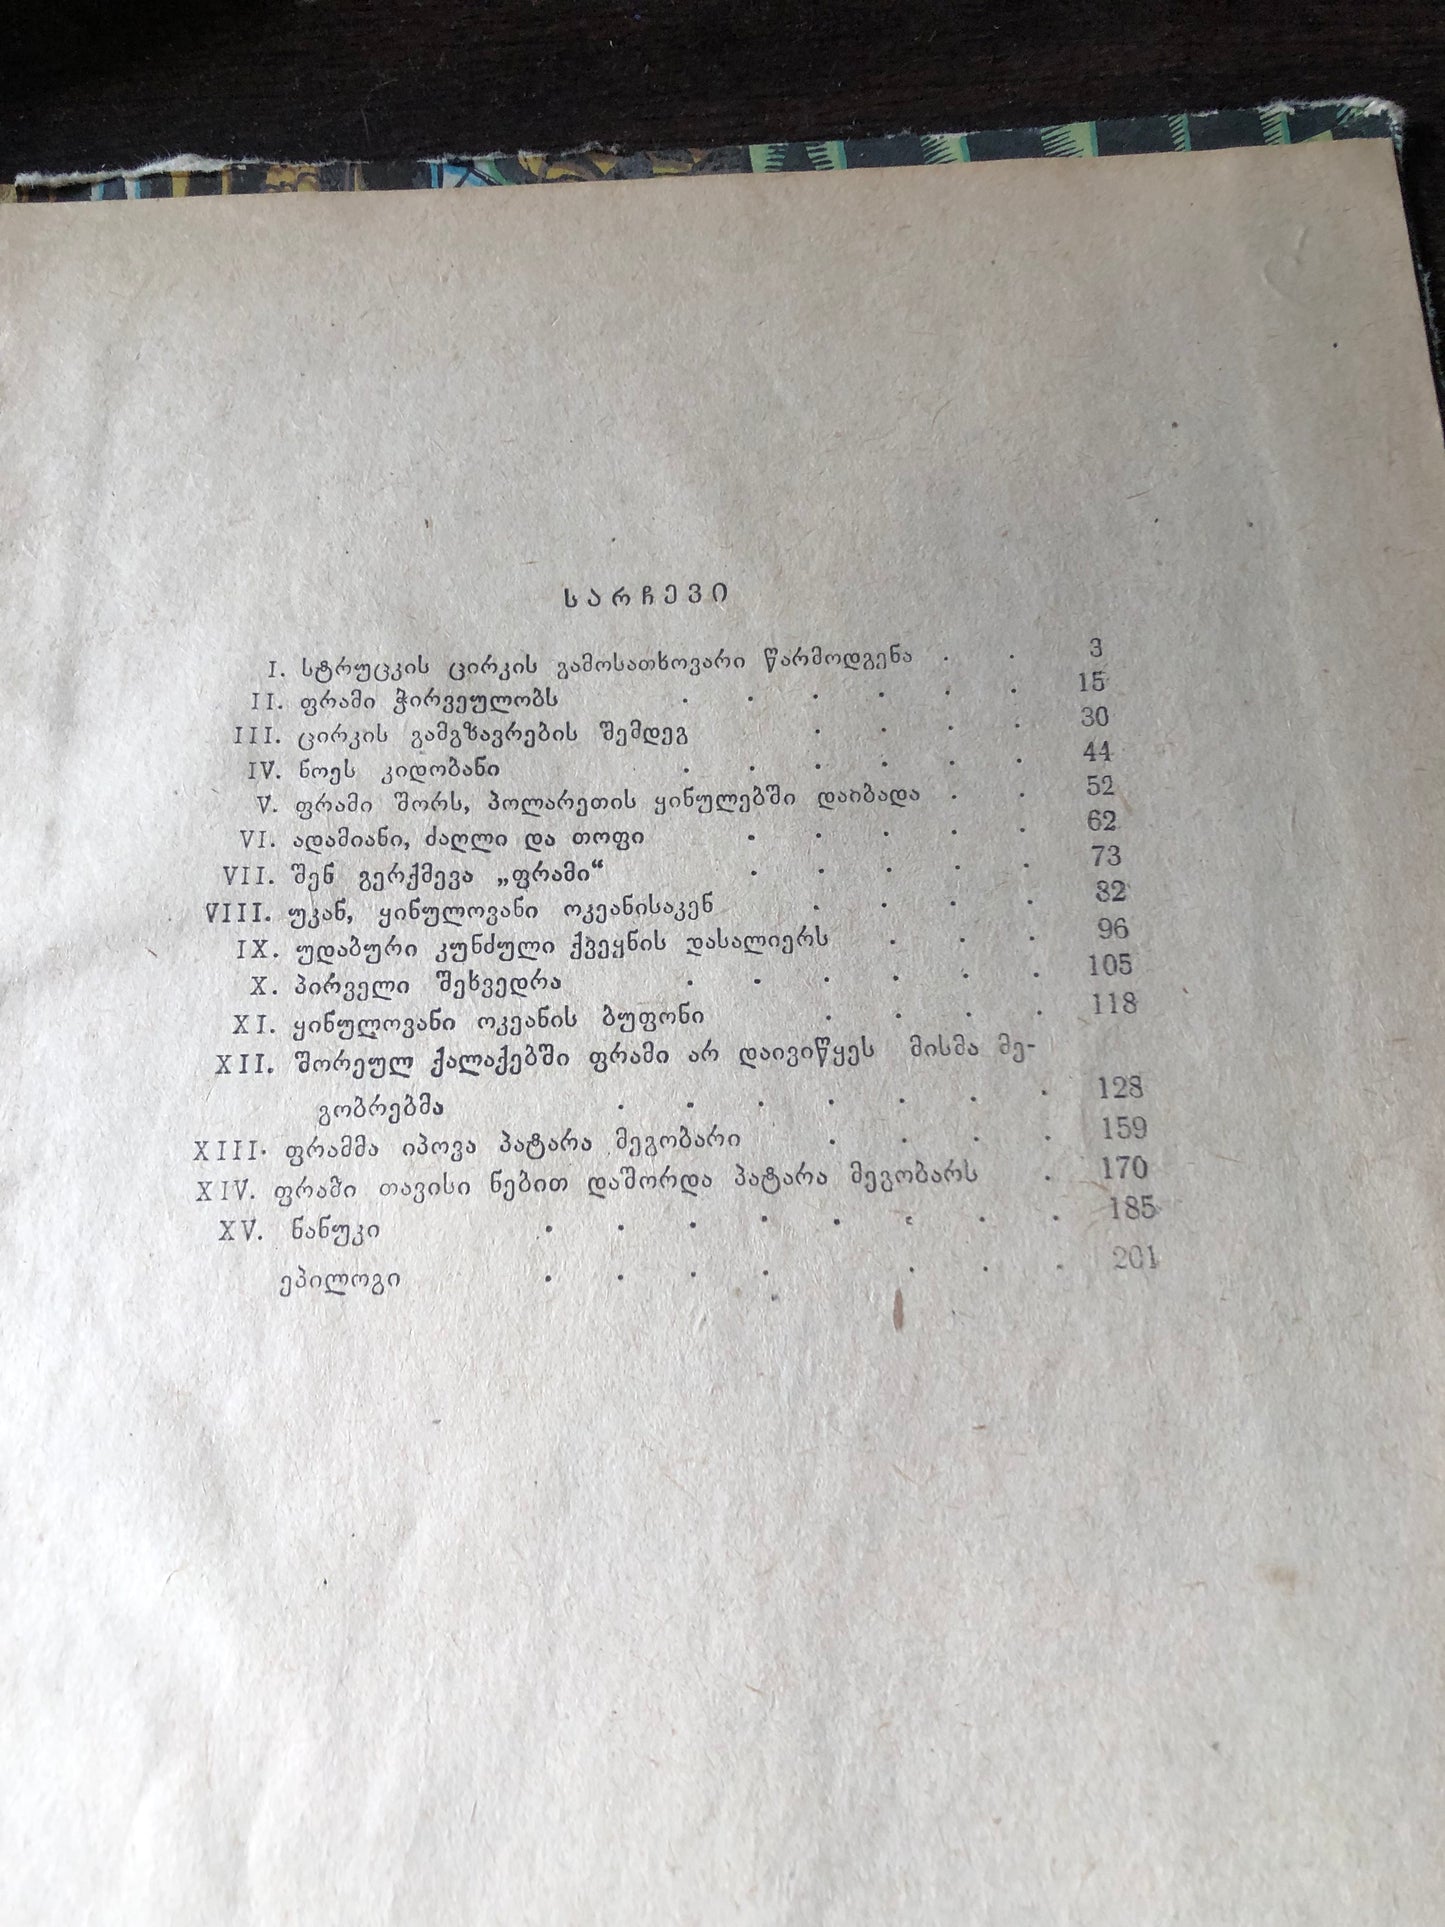 სარჩევი
I. სტრუცკის ცირკის გამოსათხოვარი წარმოდგენა . . 3
II. ფრამი ჭირვეულობს . . . . . . 15
III. ცირკის გამგზავრების შემდეგ . . . . 30
IV. ნოეს კიდობანი . . . . . . 44
V. ფრამი შორს, პოლარეთის ყინულებში დაიბადა . . 52
VI. ადამიანი, ძაღლი და თოფი . . . . . 62
VII. შენ გერქმევა „ფრამი“ . . . . . 73
VIII. უკან, ყინულოვანი ოკეანისაკენ . . . . 82
IX. უდაბური კუნძული ქვეყნის დასალიერს . . . 96
X. პირველი შეხვედრა . . . . . . 105
XI. ყინულოვანი ოკეანის ბუფონი . . . . 118
XII. შორეულ ქალაქებში ფრამი არ დაივიწყეს მისმა მე-
გობრებმა . . . . . . . 128
XIII. ფრამმა იპოვა პატარა მეგობარი . . . . 159
XIV. ფრამი თავისი ნებით დაშორდა პატარა მეგობარს . 170
XV. ნანუკი . . . . . . . . 185
ეპილოგი . . . . . . . 201